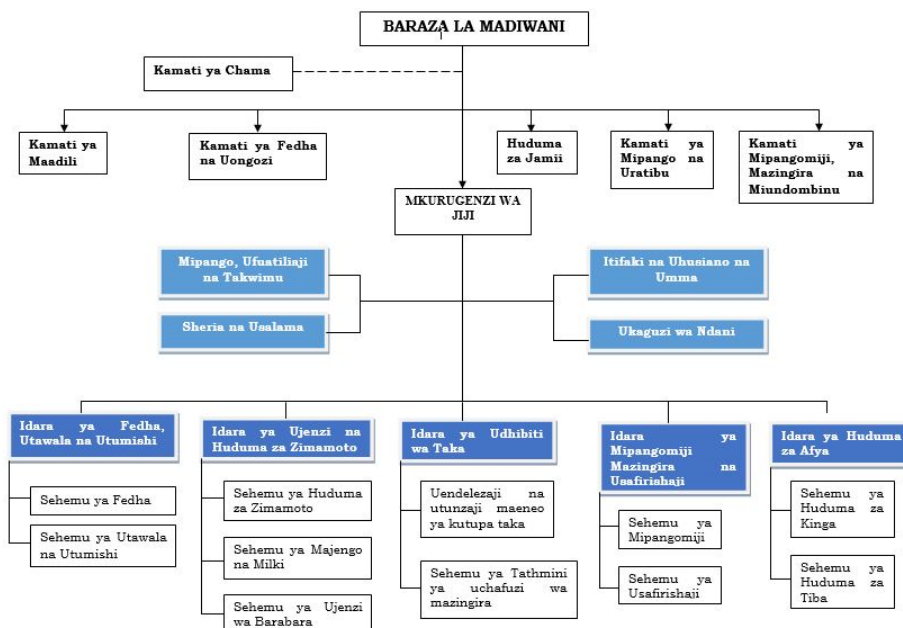 BARAZA LA MADIWANI
Kamati ya Chama
Kamati ya
Maadili
Kamati ya Fedha
na Uongozi
Huduma
za Jamii
Kamati ya
Mipango na
Uratibu
Kamati ya
Mipangomiji,
Mazingira na
Miundombinu
MKURUGENZI WA
JIJI
Mipango, Ufuatiliaji
na Takwimu
Itifaki na Uhusiano na
Umma
Sheria na Usalama
Ukaguzi wa Ndani
Idara ya Fedha,
Utawala na Utumishi
Idara ya Ujenzi na
Huduma za Zimamoto
Idara ya Udhibiti
wa Taka
Idara ya
Mipangomiji
Mazingira na
Usafirishaji
Idara ya Huduma
za Afya
Sehemu ya Fedha
Sehemu ya Utawala
na Utumishi
Sehemu ya Huduma
za Zimamoto
Sehemu ya Majengo
na Milki
Sehemu ya Ujenzi
wa Barabara
Uendelezaji na
utunzaji maeneo
ya kutupa taka
Sehemu ya Tathmini
ya uchafuzi wa
mazingira
Sehemu ya
Mipangomiji
Sehemu ya
Usafirishaji
Sehemu ya
Huduma za
Kinga
Sehemu ya
Huduma za
Tiba